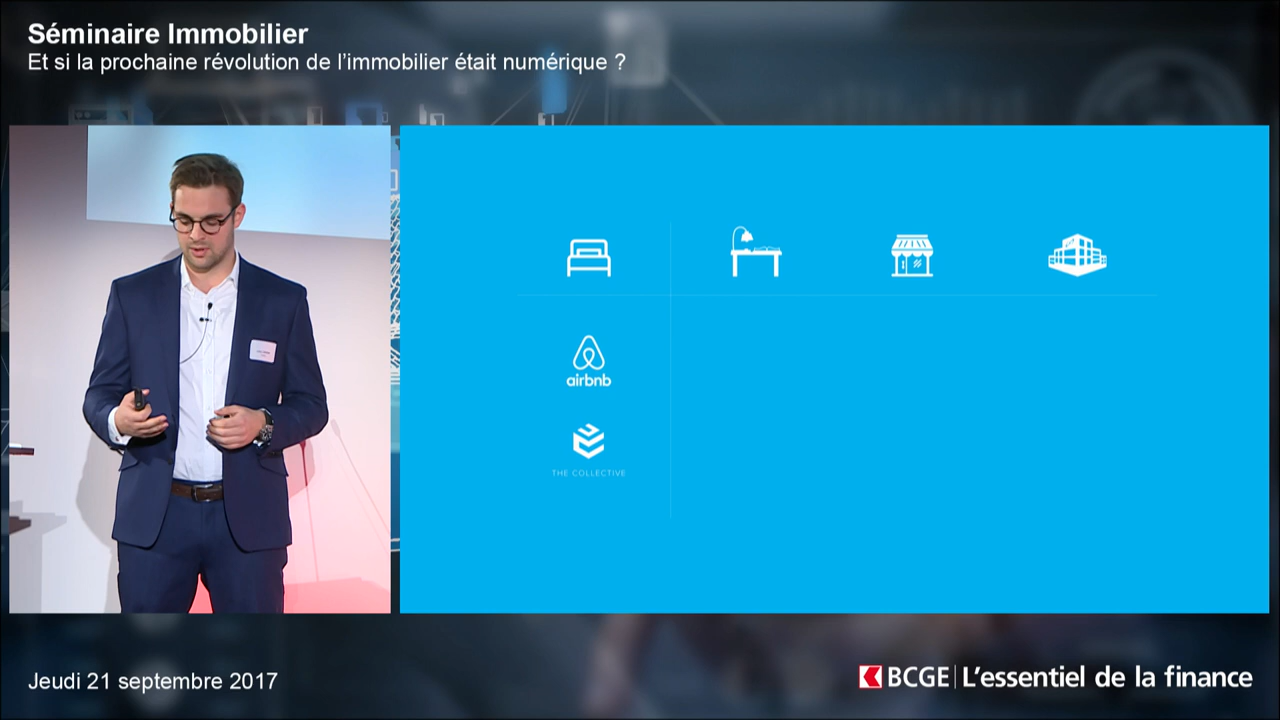 Séminaire Immobilier
Et si la prochaine révolution de l'immobilier était numérique ?
airbnb
THE COLLECTIVE
Jeudi 21 septembre 2017
BCGE | L'essentiel de la finance